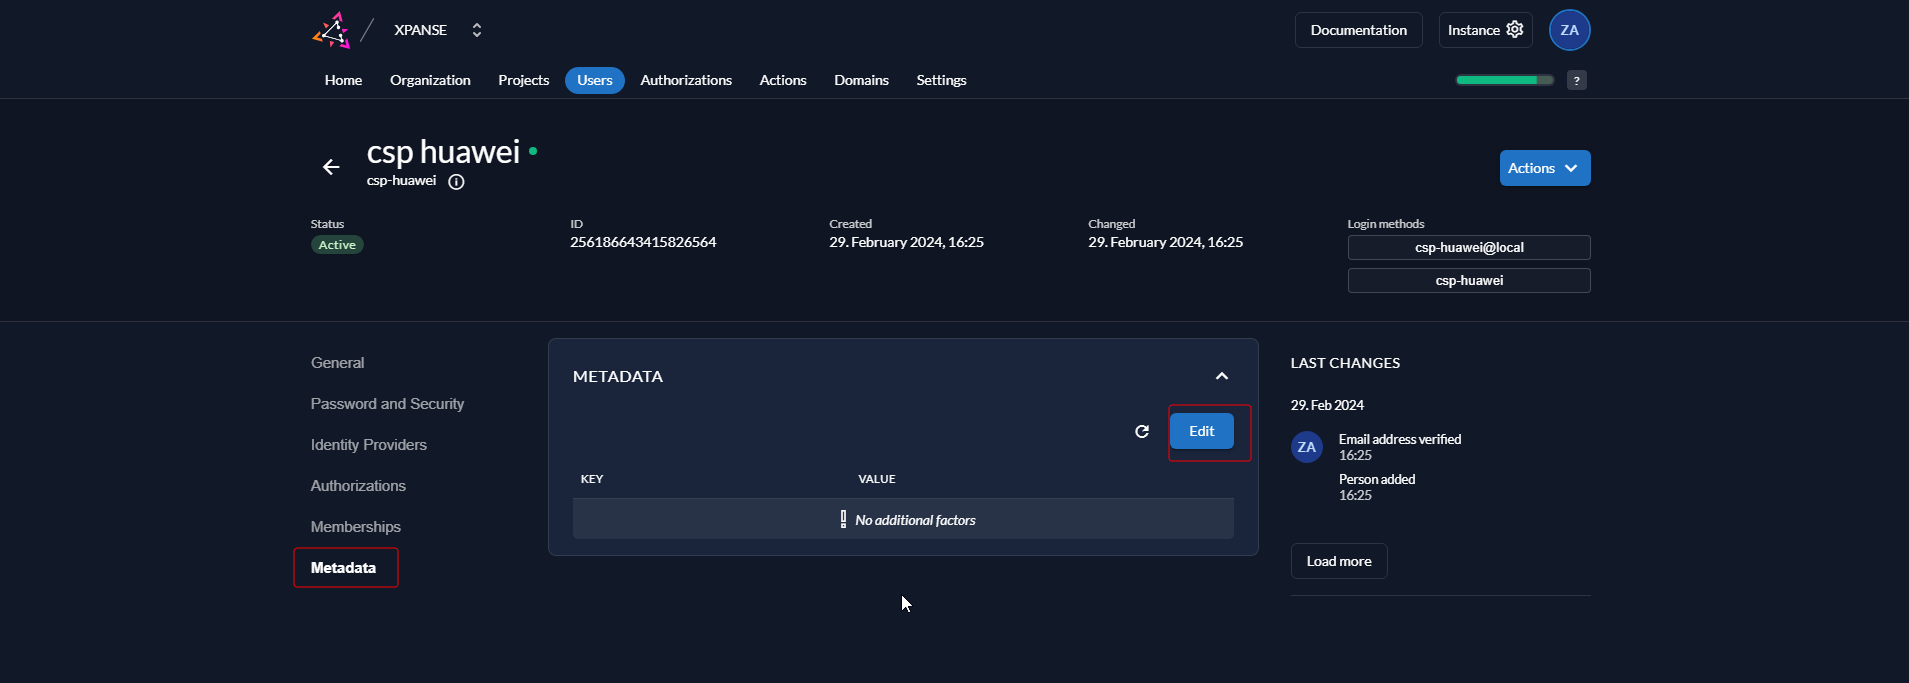 XPANSE
Documentation
Instance
ZA
Home Organization Projects Users Authorizations Actions Domains Settings
?
csp huawei
csp-huawei
Actions
Status
Active
ID
256186643415826564
Created
29. February 2024, 16:25
Changed
29. February 2024, 16:25
Login methods
csp-huawei@local
csp-huawei
General
Password and Security
Identity Providers
Authorizations
Memberships
Metadata
METADATA
Edit
KEY VALUE
No additional factors
LAST CHANGES
29. Feb 2024
ZA
Email address verified
16:25
Person added
16:25
Load more